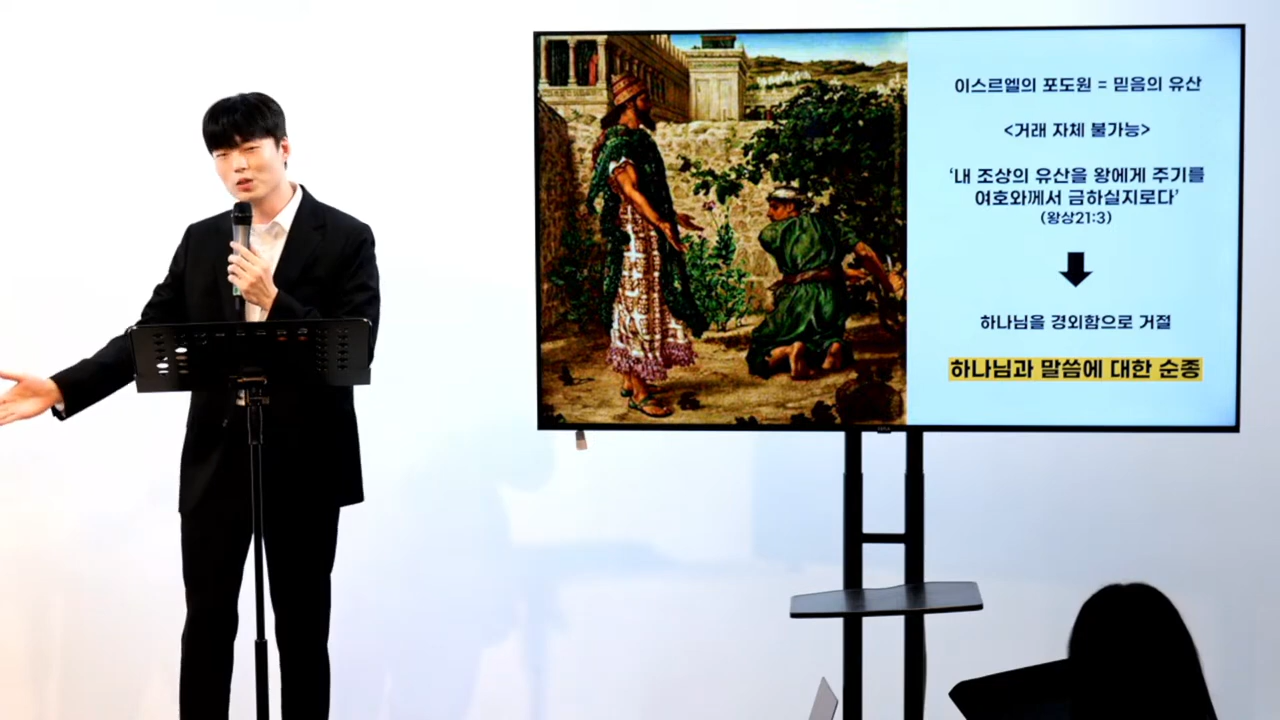 이스르엘의 포도원 = 믿음의 유산
<거래 자체 불가능>
‘내 조상의 유산을 왕에게 주기를
여호와께서 금하실지로다’
(왕상21:3)
하나님을 경외함으로 거절
하나님과 말씀에 대한 순종